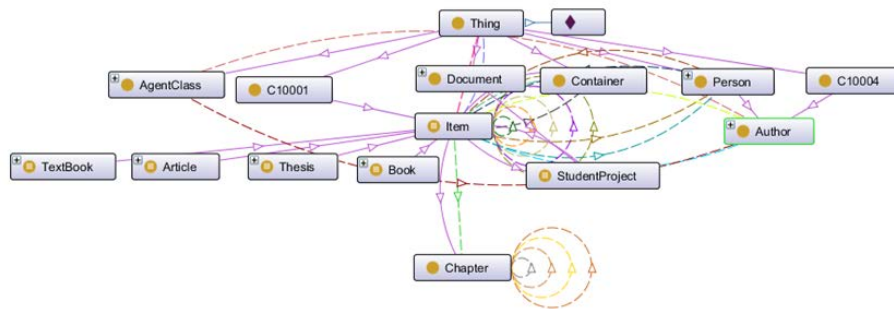 Thing
AgentClass
C10001
Document
Container
Person
C10004
Item
Author
TextBook
Article
Thesis
Book
StudentProject
Chapter